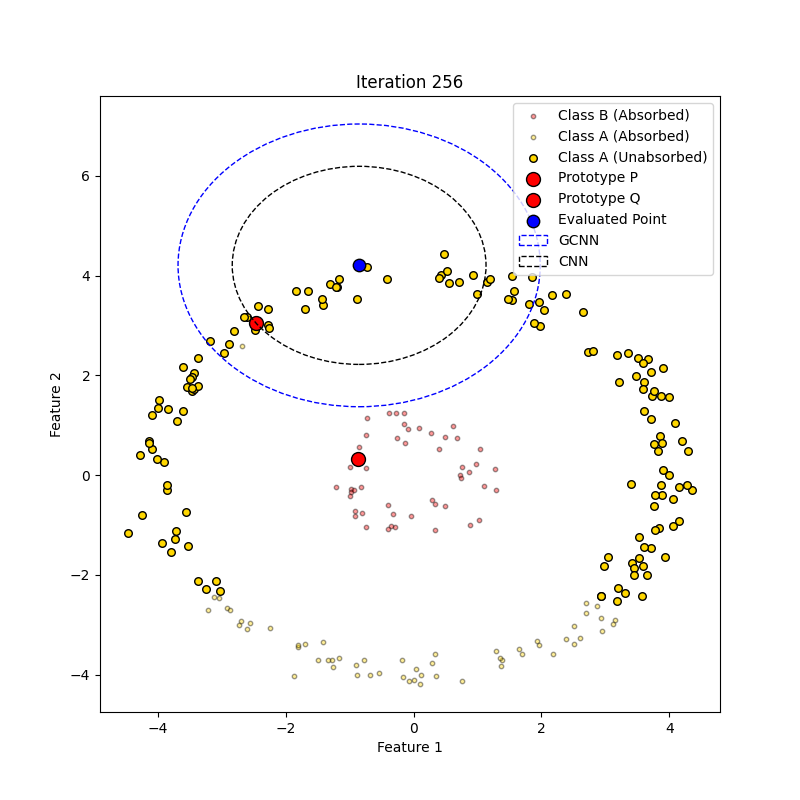 Iteration 256
Class B (Absorbed)
Class A (Absorbed)
Class A (Unabsorbed)
Prototype P
Prototype Q
Evaluated Point
GCNN
CNN
6
4
2
0
−2
−4
Feature 2
−4 −2 0 2 4
Feature 1